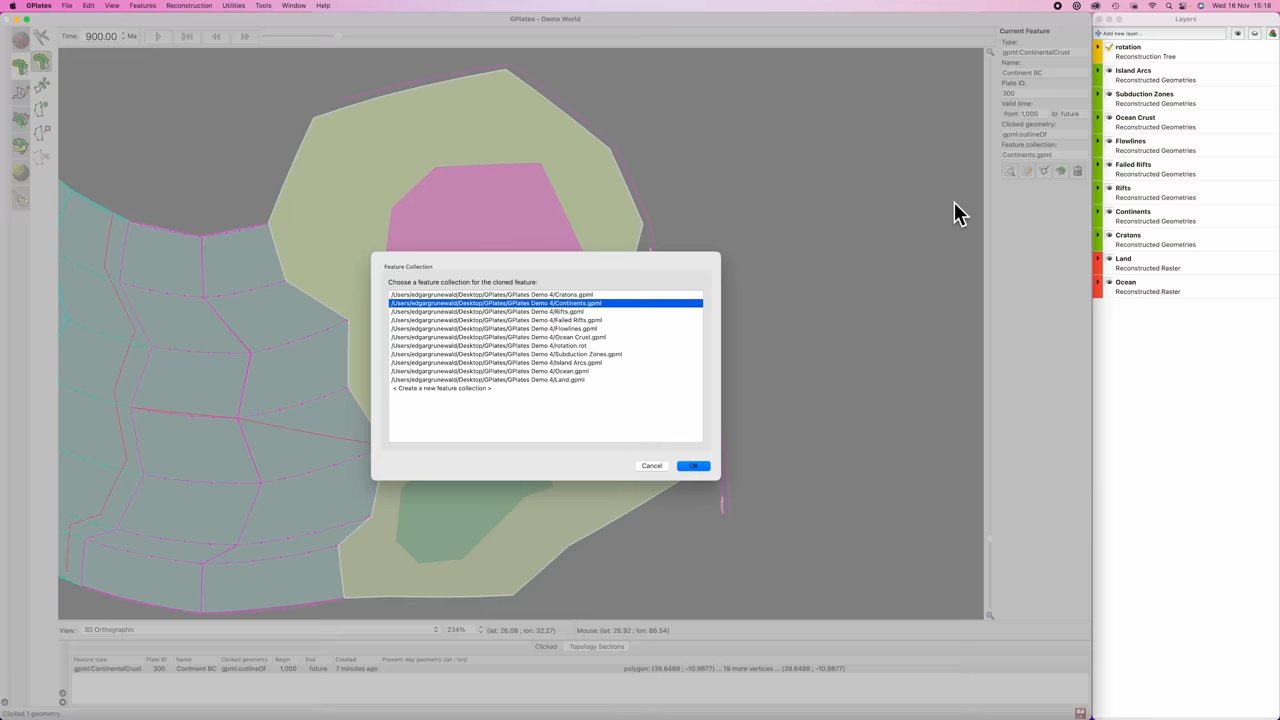 GPlates File Edit View Features Reconstruction Utilities Tools Window Help Wed 16 Nov 15:18
GPlates - Demo World
Layers
Time: 900.00 Ma
Current Feature
Type:
gpml:ContinentalCrust
Name:
Continent BC
Plate ID:
300
Valid time:
from 1,000 to future
Clicked geometry:
gpml:outlineOf
Feature collection:
Continents.gpml
Add new layer...
rotation
Reconstruction Tree
Island Arcs
Reconstructed Geometries
Subduction Zones
Reconstructed Geometries
Ocean Crust
Reconstructed Geometries
Flowlines
Reconstructed Geometries
Failed Rifts
Reconstructed Geometries
Rifts
Reconstructed Geometries
Continents
Reconstructed Geometries
Cratons
Reconstructed Geometries
Land
Reconstructed Raster
Ocean
Reconstructed Raster
Feature Collection
Choose a feature collection for the cloned feature:
/Users/edgargrunewald/Desktop/GPlates/GPlates Demo 4/Cratons.gpml
/Users/edgargrunewald/Desktop/GPlates/GPlates Demo 4/Continents.gpml
/Users/edgargrunewald/Desktop/GPlates/GPlates Demo 4/Rifts.gpml
/Users/edgargrunewald/Desktop/GPlates/GPlates Demo 4/Failed Rifts.gpml
/Users/edgargrunewald/Desktop/GPlates/GPlates Demo 4/Flowlines.gpml
/Users/edgargrunewald/Desktop/GPlates/GPlates Demo 4/Ocean Crust.gpml
/Users/edgargrunewald/Desktop/GPlates/GPlates Demo 4/rotation.rot
/Users/edgargrunewald/Desktop/GPlates/GPlates Demo 4/Subduction Zones.gpml
/Users/edgargrunewald/Desktop/GPlates/GPlates Demo 4/Island Arcs.gpml
/Users/edgargrunewald/Desktop/GPlates/GPlates Demo 4/Ocean.gpml
/Users/edgargrunewald/Desktop/GPlates/GPlates Demo 4/Land.gpml
< Create a new feature collection >
Cancel OK
View: 3D Orthographic 234% (lat: 26.08 ; lon: 32.27) Mouse: (lat: 26.92 ; lon: 86.54)
Clicked Topology Sections
Feature type Plate ID Name Clicked geometry Begin End Created Present-day geometry (lat ; lon)
gpml:ContinentalCrust 300 Continent BC gpml:outlineOf 1,000 future 7 minutes ago polygon: (39.6488 ; -10.9877) ... 19 more vertices ... (39.6488 ; -10.9877)
Clicked 1 geometry.